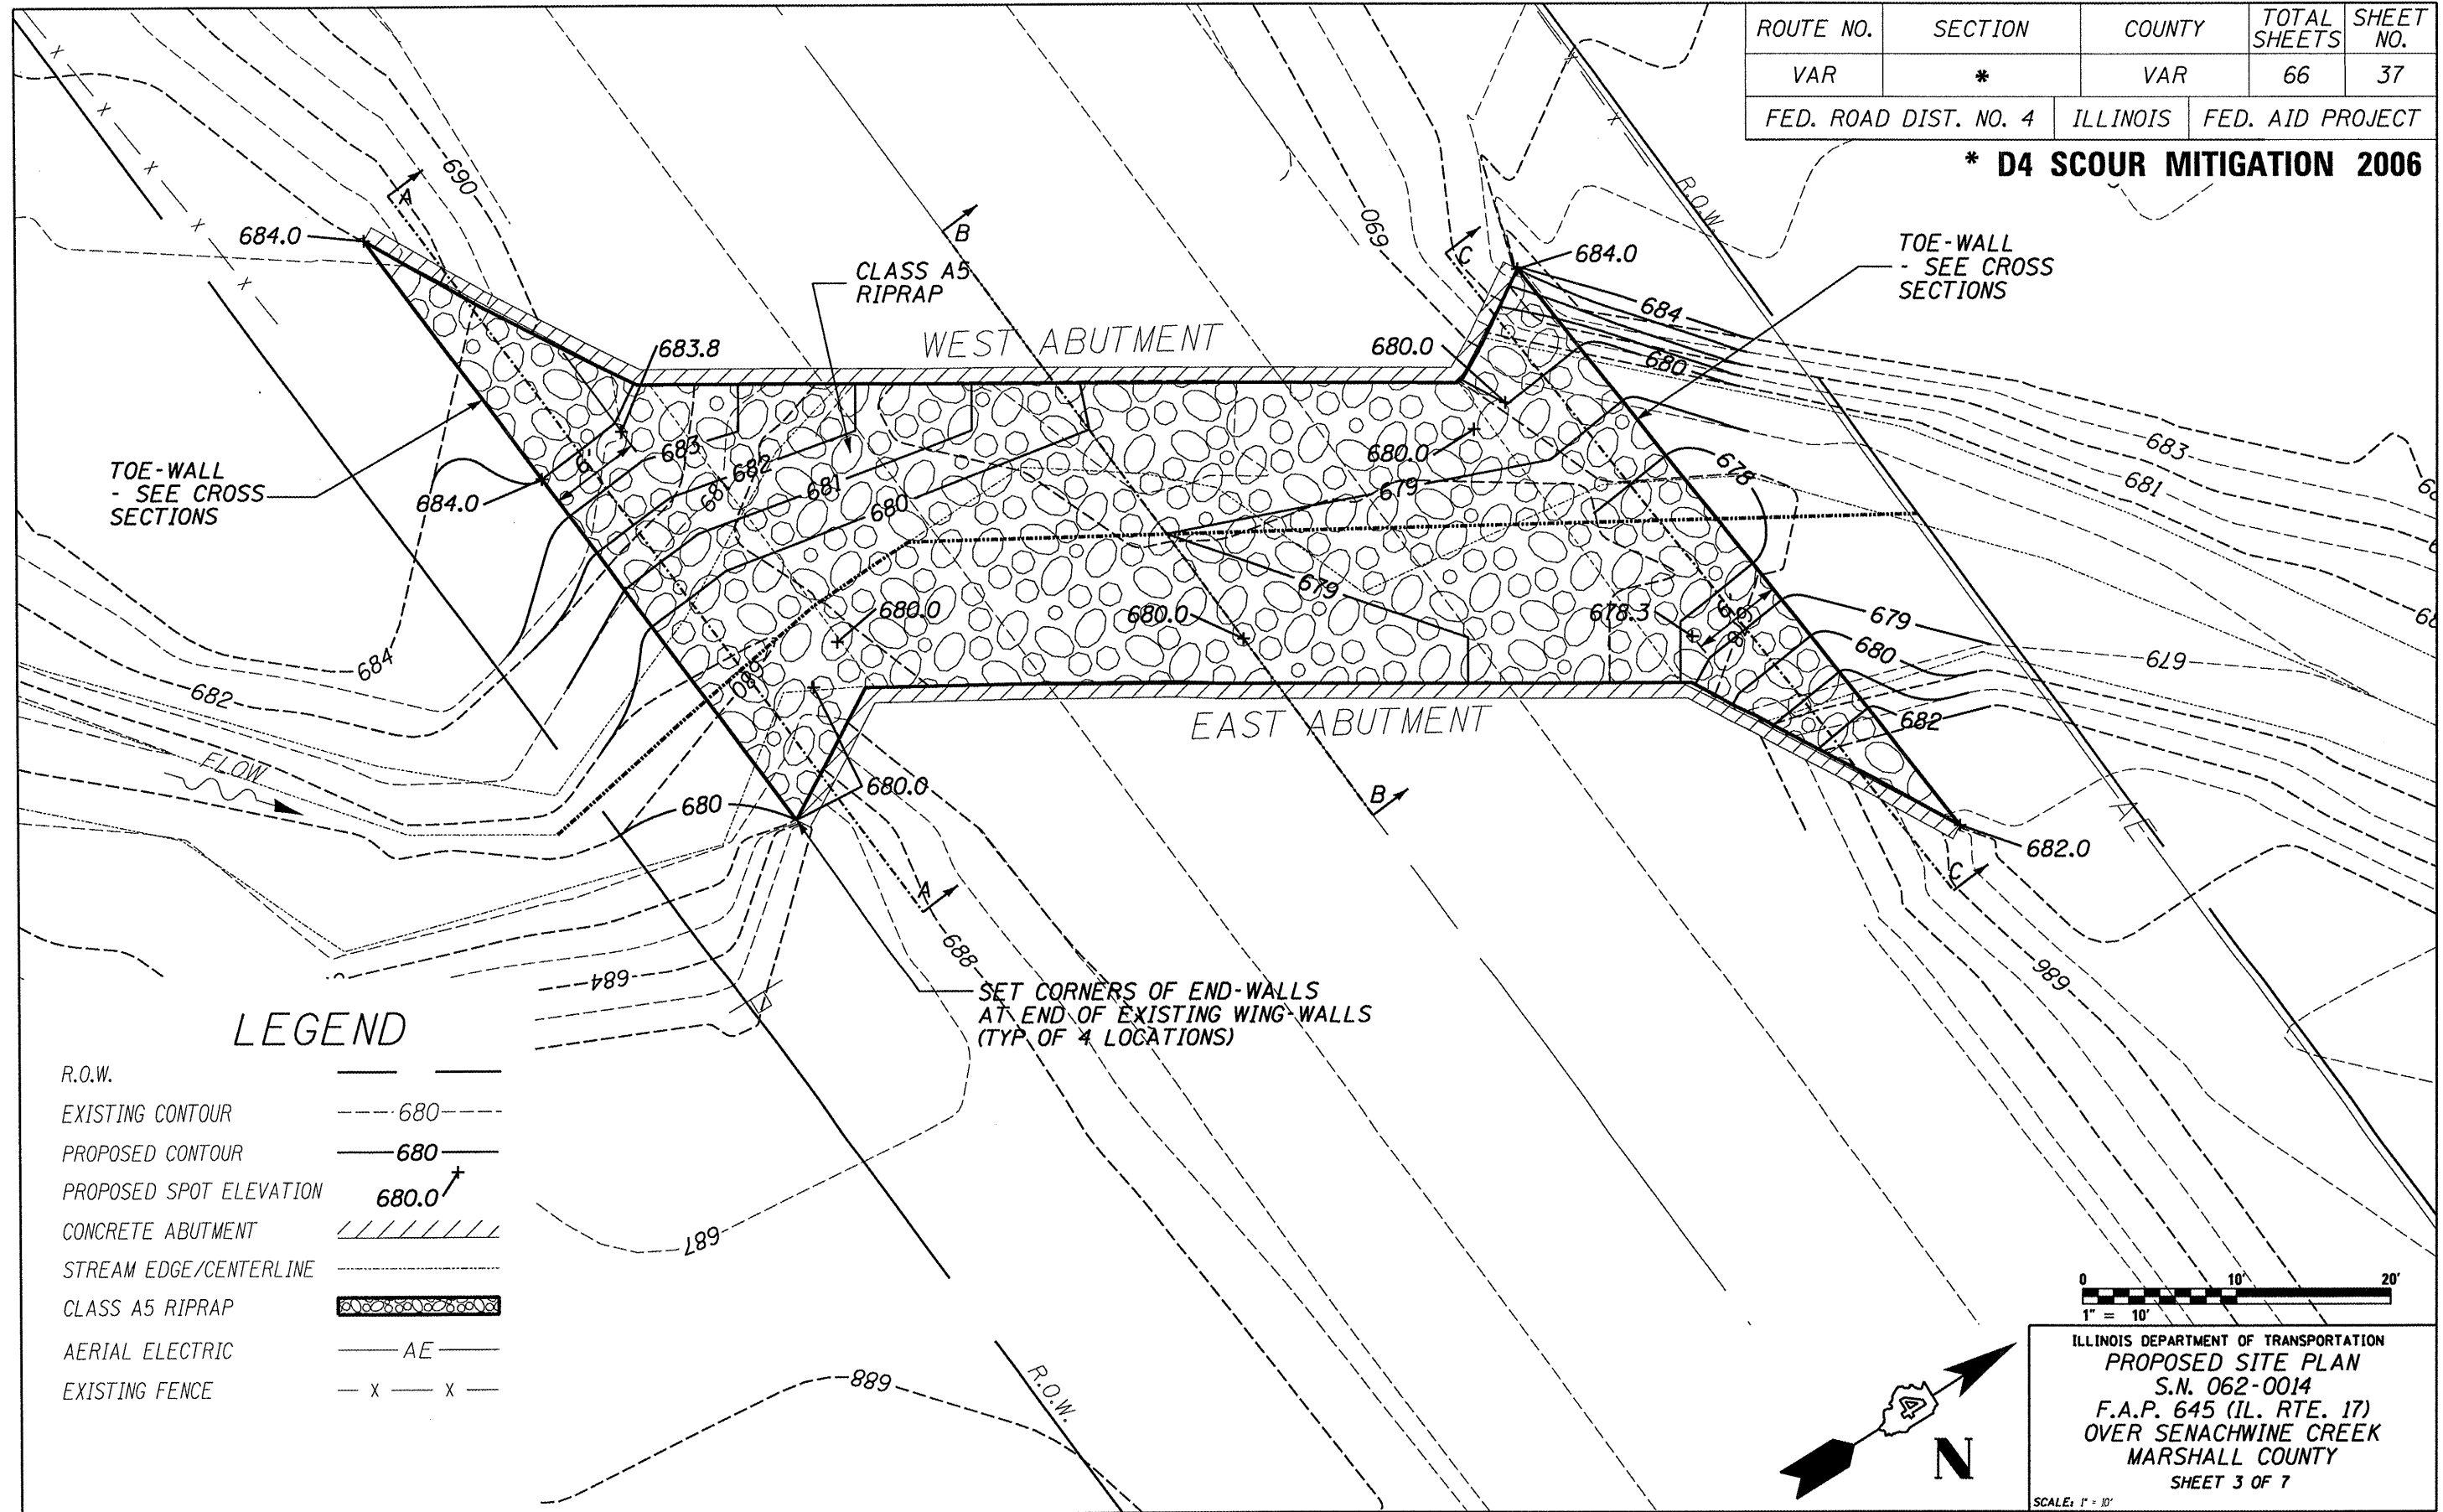 ROUTE NO. SECTION COUNTY TOTAL SHEETS SHEET NO.
VAR * VAR 66 37
FED. ROAD DIST. NO. 4 ILLINOIS FED. AID PROJECT
* D4 SCOUR MITIGATION 2006
R.O.W.
690
A
690
B
C
684.0
684.0
TOE-WALL
- SEE CROSS
SECTIONS
CLASS A5
RIPRAP
684
WEST ABUTMENT
683.8
680.0
680
683
681
680.0
678
683
682
681
681
680
679
6'
TOE-WALL
- SEE CROSS
SECTIONS
684.0
679
680.0
680.0
678.3
6'
679
680
679
684
682
680
682
EAST ABUTMENT
FLOW
680
680.0
B
AE
682.0
A
C
688
684
686
SET CORNERS OF END-WALLS
AT END OF EXISTING WING-WALLS
(TYP OF 4 LOCATIONS)
687
688
R.O.W.
LEGEND
R.O.W.
EXISTING CONTOUR 680
PROPOSED CONTOUR 680
PROPOSED SPOT ELEVATION 680.0
CONCRETE ABUTMENT
STREAM EDGE/CENTERLINE
CLASS A5 RIPRAP
AERIAL ELECTRIC AE
EXISTING FENCE X X
0 10' 20'
1" = 10'
4
N
ILLINOIS DEPARTMENT OF TRANSPORTATION
PROPOSED SITE PLAN
S.N. 062-0014
F.A.P. 645 (IL. RTE. 17)
OVER SENACHWINE CREEK
MARSHALL COUNTY
SHEET 3 OF 7
SCALE: 1" = 10'